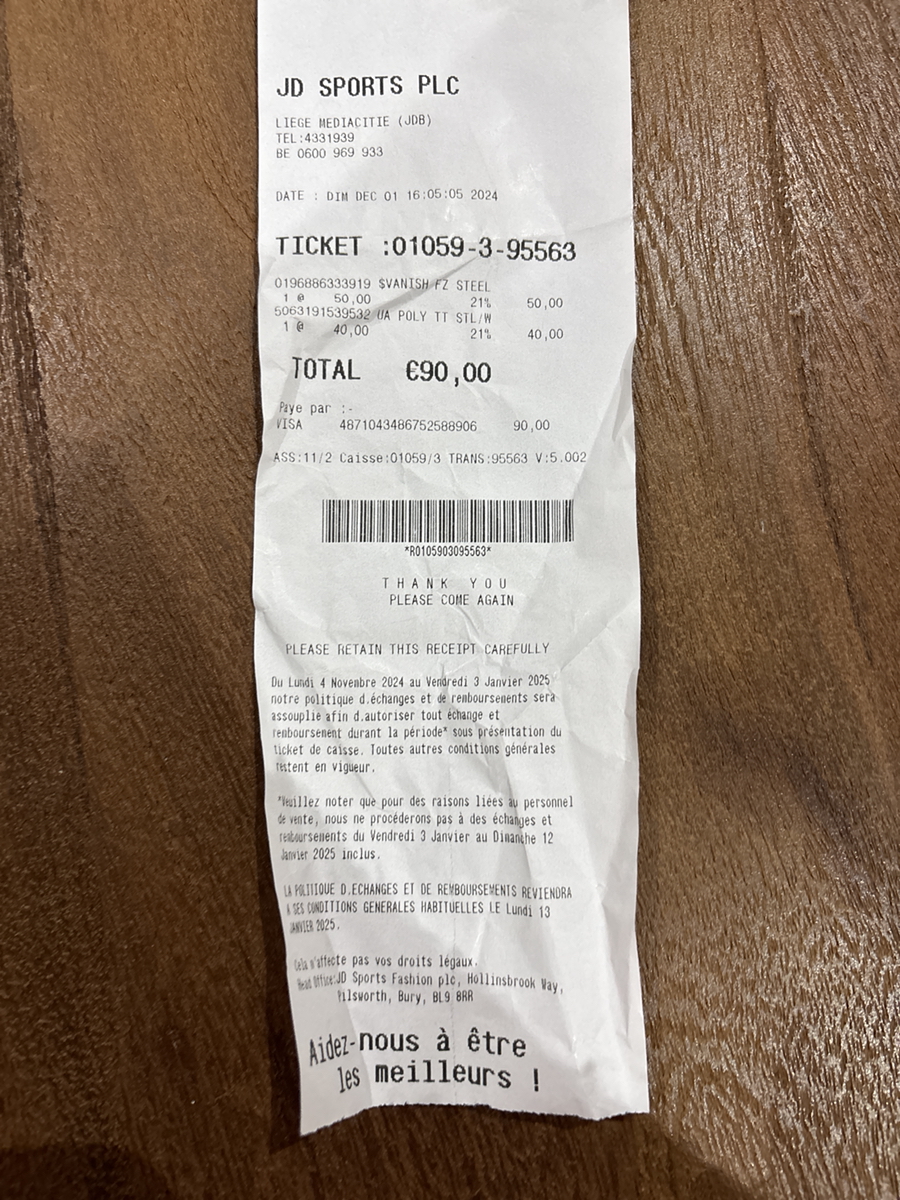 JD SPORTS PLC
LIEGE MEDIACITIE (JDB)
TEL:4331939
BE 0600 969 933
DATE : DIM DEC 01 16:05:05 2024
TICKET :01059-3-95563
0196886333919 $VANISH FZ STEEL
1 @ 50,00 21% 50,00
5063191539532 UA POLY TT STL/W
1 @ 40,00 21% 40,00
TOTAL €90,00
Paye par :-
VISA 4871043486752588906 90,00
ASS:11/2 Caisse:01059/3 TRANS:95563 V:5.002
*R0105903095563*
THANK YOU
PLEASE COME AGAIN
PLEASE RETAIN THIS RECEIPT CAREFULLY
Du Lundi 4 Novembre 2024 au Vendredi 3 Janvier 2025
notre politique d.échanges et de remboursements sera
assouplie afin d.autoriser tout échange et
remboursement durant la période* sous présentation du
ticket de caisse. Toutes autres conditions générales
restent en vigueur.
*Veuillez noter que pour des raisons liées au personnel
de vente, nous ne procéderons pas à des échanges et
remboursements du Vendredi 3 Janvier au Dimanche 12
Janvier 2025 inclus.
LA POLITIQUE D.ECHANGES ET DE REMBOURSEMENTS REVIENDRA
A SES CONDITIONS GENERALES HABITUELLES LE Lundi 13
JANVIER 2025.
Cela n'affecte pas vos droits légaux.
Head Office:JD Sports Fashion plc, Hollinsbrook Way,
Pilsworth, Bury, BL9 8RR
Aidez-nous à être
les meilleurs !